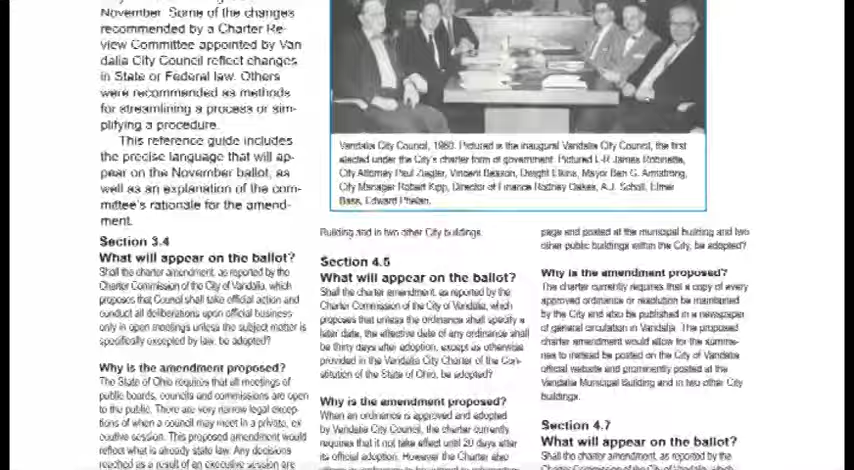 November. Some of the changes
recommended by a Charter Re-
view Committee appointed by Van
dalia City Council reflect changes
in State or Federal law. Others
were recommended as methods
for streamlining a process or sim-
plifying a procedure.
This reference guide includes
the precise language that will ap-
pear on the November ballot, as
well as an explanation of the com-
mittee's rationale for the amend-
ment.
Section 3.4
What will appear on the ballot?
Shall the charter amendment, as reported by the
Charter Commission of the City of Vandalia, which
proposes that Council shall take official action and
conduct all deliberations upon official business
only in open meetings unless the subject matter is
specifically excepted by law, be adopted?
Why is the amendment proposed?
The State of Ohio requires that all meetings of
public boards, councils and commissions are open
to the public. There are very narrow legal excep-
tions of when a council may meet in a private, ex
ecutive session. This proposed amendment would
reflect what is already state law. Any decisions
reached as a result of an executive session are
Vandalia City Council, 1960. Pictured is the inaugural Vandalia City Council, the first
elected under the City's charter form of government. Pictured L-R James Robinette,
City Attorney Paul Ziegler, Vincent Beason, Dwight Elkins, Mayor Ben G. Armstrong,
City Manager Robert Kipp, Director of Finance Rodney Oakes, A.J. Scholl, Elmer
Bass, Edward Phelan.
Building and in two other City buildings.
Section 4.5
What will appear on the ballot?
Shall the charter amendment, as reported by the
Charter Commission of the City of Vandalia, which
proposes that unless the ordinance shall specify a
later date, the effective date of any ordinance shall
be thirty days after adoption, except as otherwise
provided in the Vandalia City Charter of the Con-
stitution of the State of Ohio, be adopted?
Why is the amendment proposed?
When an ordinance is approved and adopted
by Vandalia City Council, the charter currently
requires that it not take effect until 20 days after
its official adoption. However the Charter also
page and posted at the municipal building and two
other public buildings within the City, be adopted?
Why is the amendment proposed?
The charter currently requires that a copy of every
approved ordinance or resolution be maintained
by the City and also be published in a newspaper
of general circulation in Vandalia. The proposed
charter amendment would allow for the summa-
ries to instead be posted on the City of Vandalia
official website and prominently posted at the
Vandalia Municipal Building and in two other City
buildings.
Section 4.7
What will appear on the ballot?
Shall the charter amendment, as reported by the
Charter Commission of the City of Vandalia, which